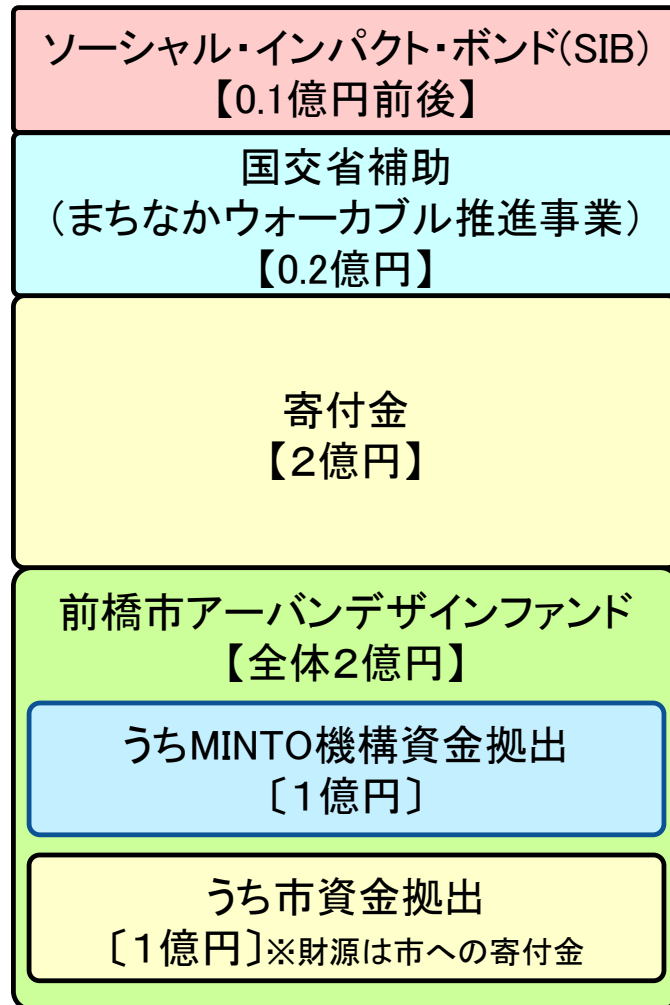 ソーシャル・インパクト・ボンド(SIB)
【0.1億円前後】
国交省補助
（まちなかウォーカブル推進事業）
【0.2億円】
寄付金
【２億円】
前橋市アーバンデザインファンド
【全体２億円】
うちMINTO機構資金拠出
〔１億円〕
うち市資金拠出
〔１億円〕※財源は市への寄付金